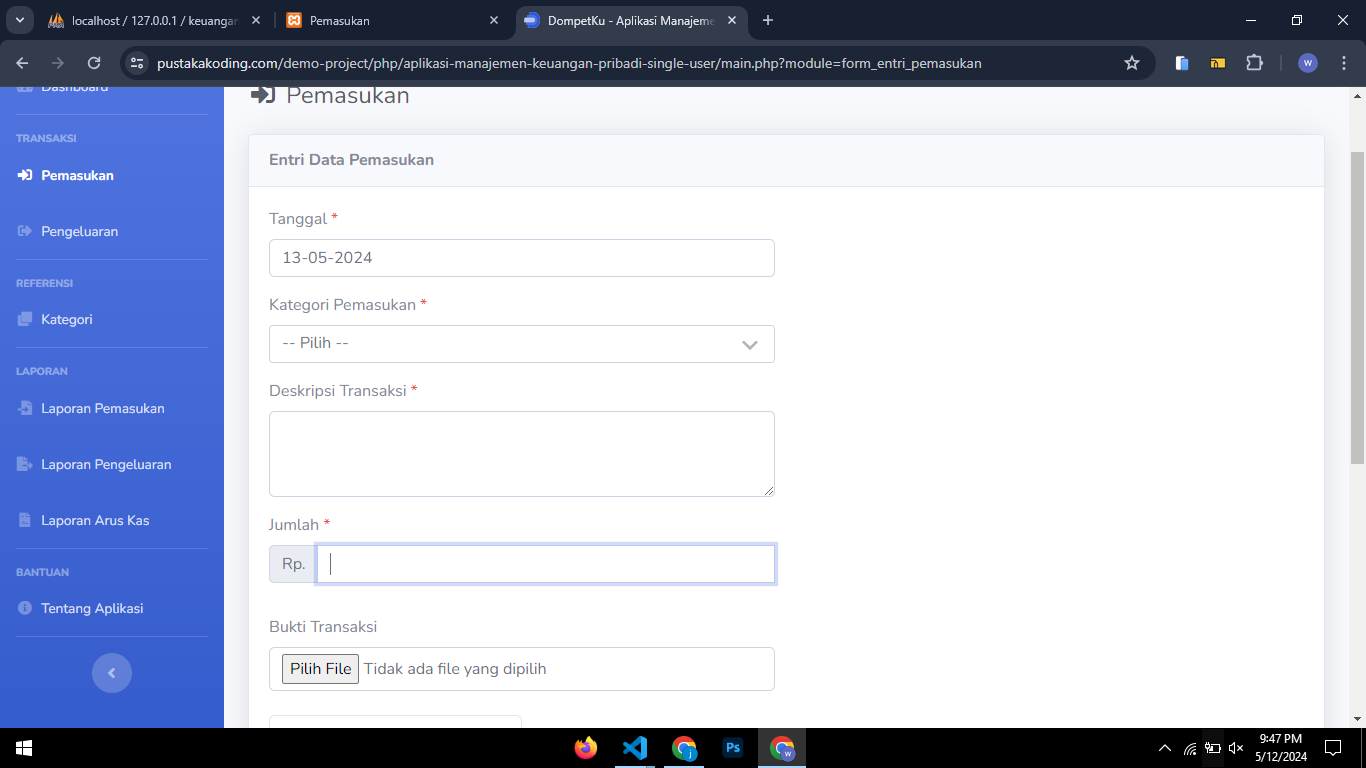 localhost / 127.0.0.1 / keuangan
Pemasukan
DompetKu - Aplikasi Manajeme
pustakakoding.com/demo-project/php/aplikasi-manajemen-keuangan-pribadi-single-user/main.php?module=form_entri_pemasukan
W
Dashboard
TRANSAKSI
Pemasukan
Pengeluaran
REFERENSI
Kategori
LAPORAN
Laporan Pemasukan
Laporan Pengeluaran
Laporan Arus Kas
BANTUAN
Tentang Aplikasi
Pemasukan
Entri Data Pemasukan
Tanggal *
13-05-2024
Kategori Pemasukan *
-- Pilih --
Deskripsi Transaksi *
Jumlah *
Rp.
Bukti Transaksi
Pilih File Tidak ada file yang dipilih
j
Ps
w
9:47 PM
5/12/2024